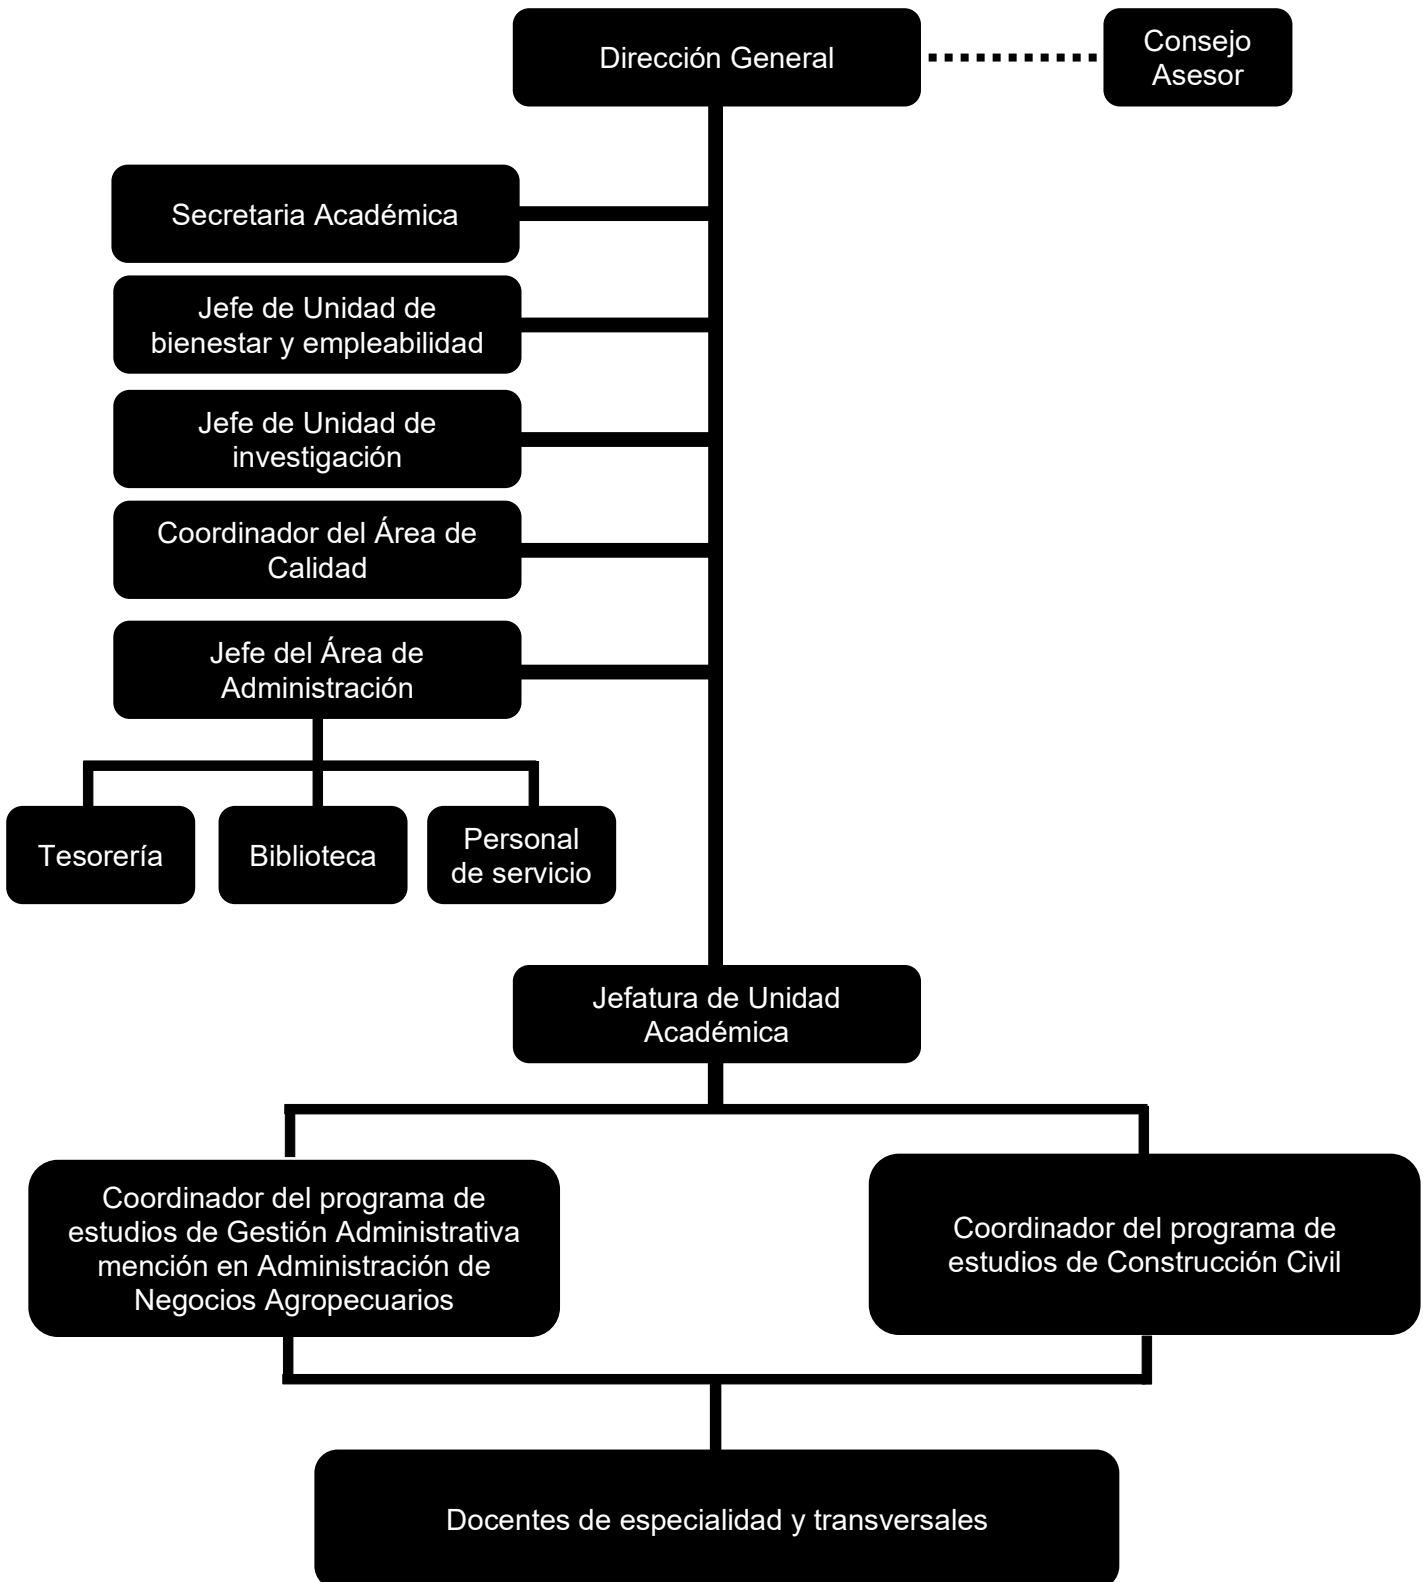 Dirección General
Consejo
Asesor
Secretaria Académica
Jefe de Unidad de
bienestar y empleabilidad
Jefe de Unidad de
investigación
Coordinador del Área de
Calidad
Jefe del Área de
Administración
Tesorería
Biblioteca
Personal
de servicio
Jefatura de Unidad
Académica
Coordinador del programa de
estudios de Gestión Administrativa
mención en Administración de
Negocios Agropecuarios
Coordinador del programa de
estudios de Construcción Civil
Docentes de especialidad y transversales